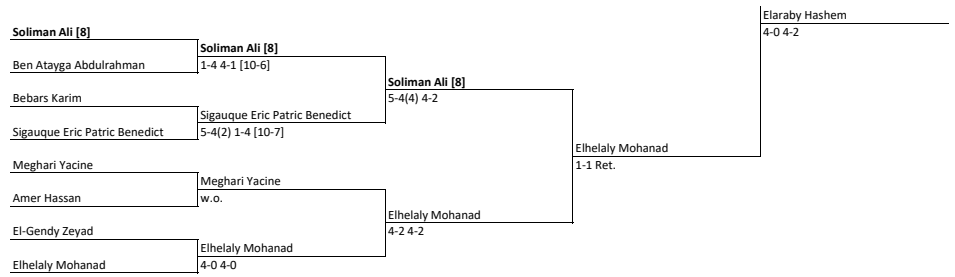 Elaraby Hashem
4-0 4-2
Soliman Ali [8]
Soliman Ali [8]
Ben Atayga Abdulrahman
1-4 4-1 [10-6]
Soliman Ali [8]
5-4(4) 4-2
Bebars Karim
Sigauque Eric Patric Benedict
Sigauque Eric Patric Benedict
5-4(2) 1-4 [10-7]
Elhelaly Mohanad
1-1 Ret.
Meghari Yacine
Meghari Yacine
Amer Hassan
w.o.
Elhelaly Mohanad
4-2 4-2
El-Gendy Zeyad
Elhelaly Mohanad
Elhelaly Mohanad
4-0 4-0